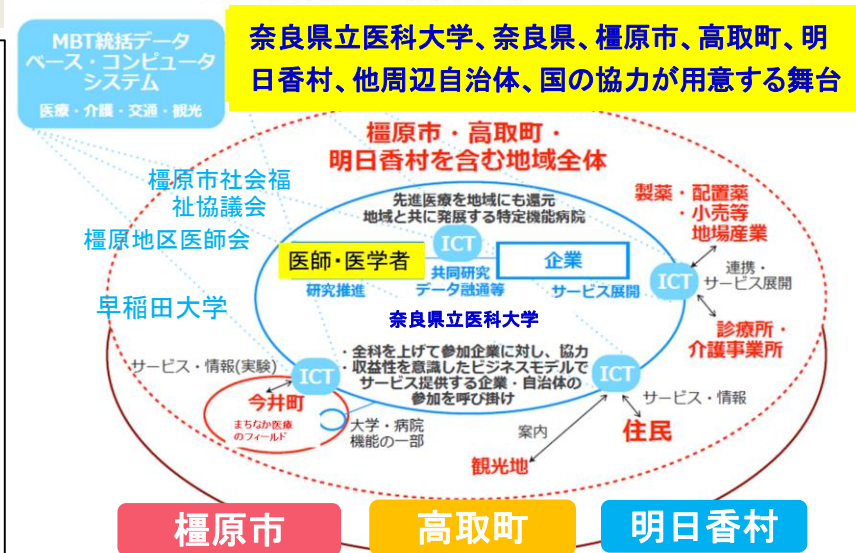 MBT統括データ
ベース・コンピュータ
システム
医療・介護・交通・観光
奈良県立医科大学、奈良県、橿原市、高取町、明
日香村、他周辺自治体、国の協力が用意する舞台
橿原市・高取町・
明日香村を含む地域全体
橿原市社会福
祉協議会
橿原地区医師会
早稲田大学
先進医療を地域にも還元
地域と共に発展する特定機能病院
ICT
医師・医学者
企業
研究推進
共同研究
データ融通等
サービス展開
奈良県立医科大学
製薬・配置薬
・小売等
地場産業
ICT
連携・
サービス展開
診療所・
介護事業所
・全科を上げて参加企業に対し、協力
・収益性を意識したビジネスモデルで
サービス提供する企業・自治体の
参加を呼び掛け
サービス・情報(実験)
ICT
今井町
まちなか医療
のフィールド
大学・病院
機能の一部
ICT
サービス・情報
住民
案内
観光地
橿原市
高取町
明日香村